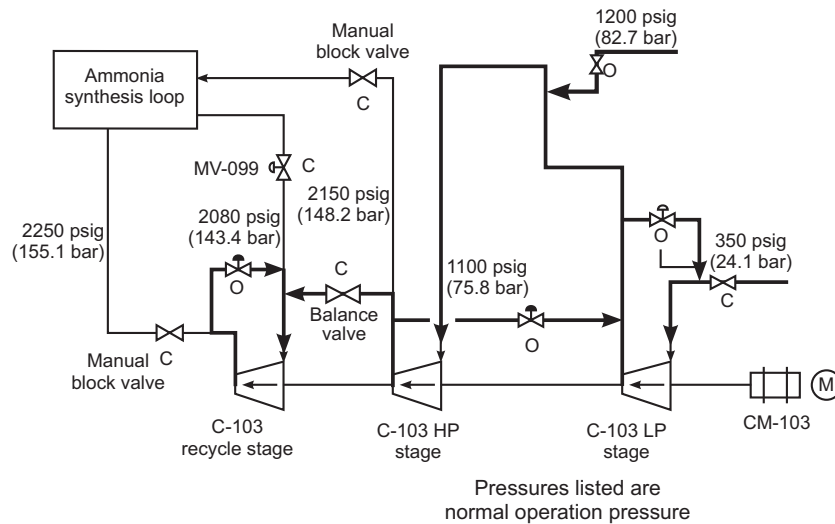 Manual
block valve
1200 psig
(82.7 bar)
O
Ammonia
synthesis loop
C
MV-099
C
2150 psig
(148.2 bar)
2250 psig
(155.1 bar)
2080 psig
(143.4 bar)
O
350 psig
(24.1 bar)
O
C
Balance
valve
1100 psig
(75.8 bar)
C
O
Manual
block valve
C
M
CM-103
C-103
recycle stage
C-103 HP
stage
C-103 LP
stage
Pressures listed are
normal operation pressure